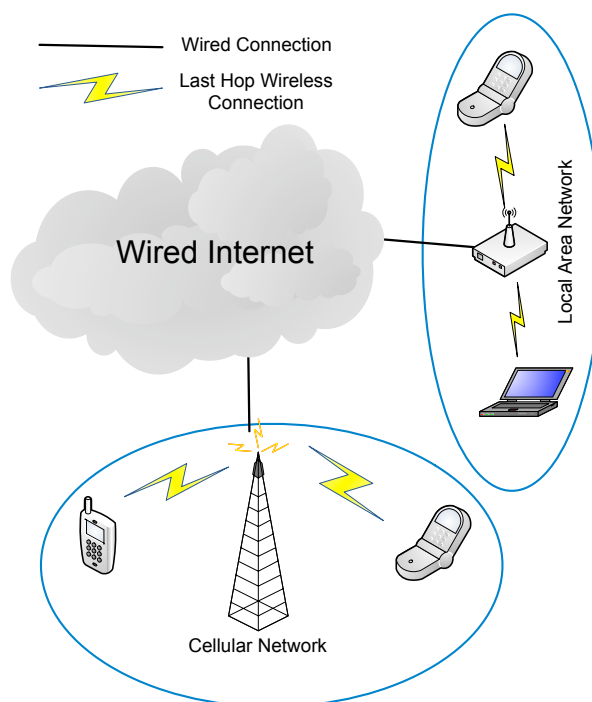 Wired Connection
Last Hop Wireless
Connection
Wired Internet
Local Area Network
Cellular Network